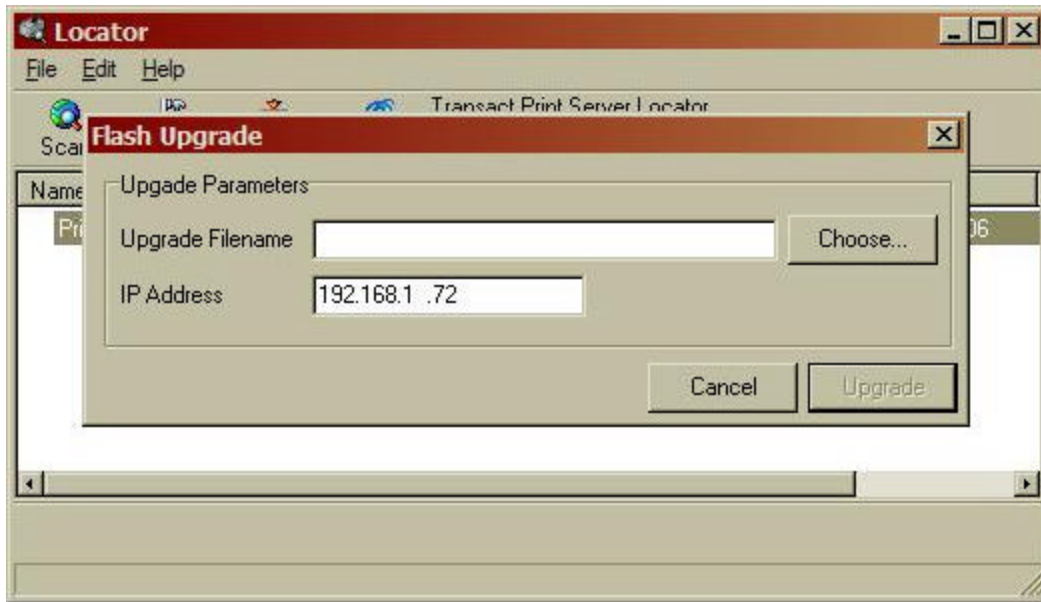 Locator
File Edit Help
Transact Print Server Locator
Flash Upgrade
Name
Upgade Parameters
Upgrade Filename Choose...
IP Address 192.168.1 .72
Cancel Upgrade